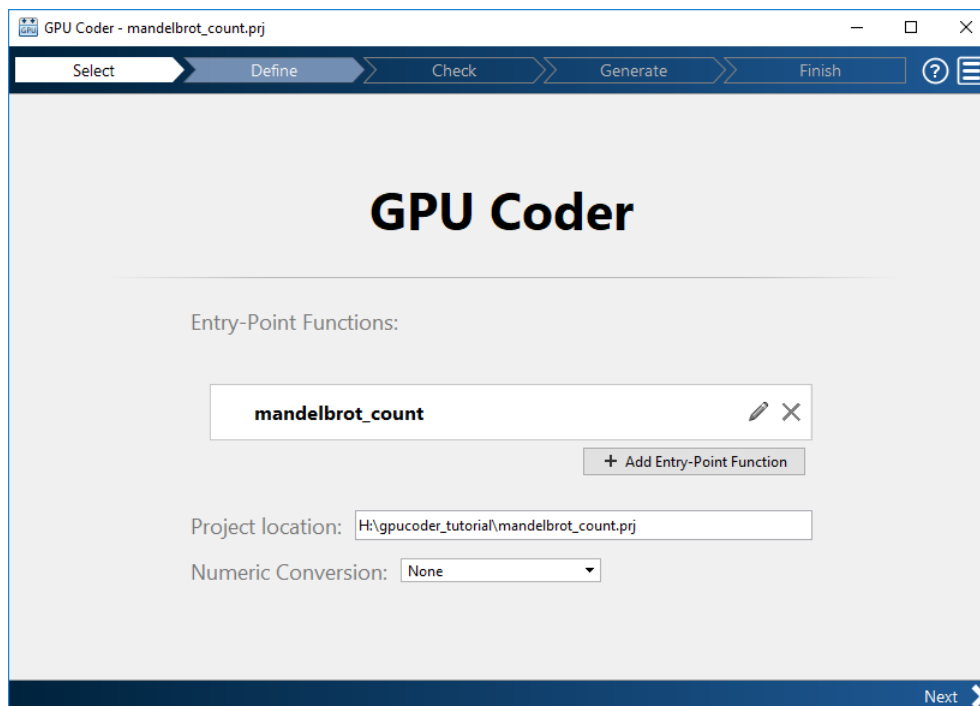 GPU Coder - mandelbrot_count.prj
Select Define Check Generate Finish ?
GPU Coder
Entry-Point Functions:
mandelbrot_count
+ Add Entry-Point Function
Project location: H:\gpucoder_tutorial\mandelbrot_count.prj
Numeric Conversion: None
Next